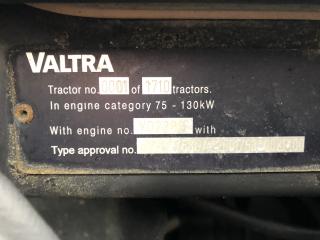 VALTRA
Tractor no. of tractors.
In engine category 75 - 130kW
With engine no. with
Type approval no.